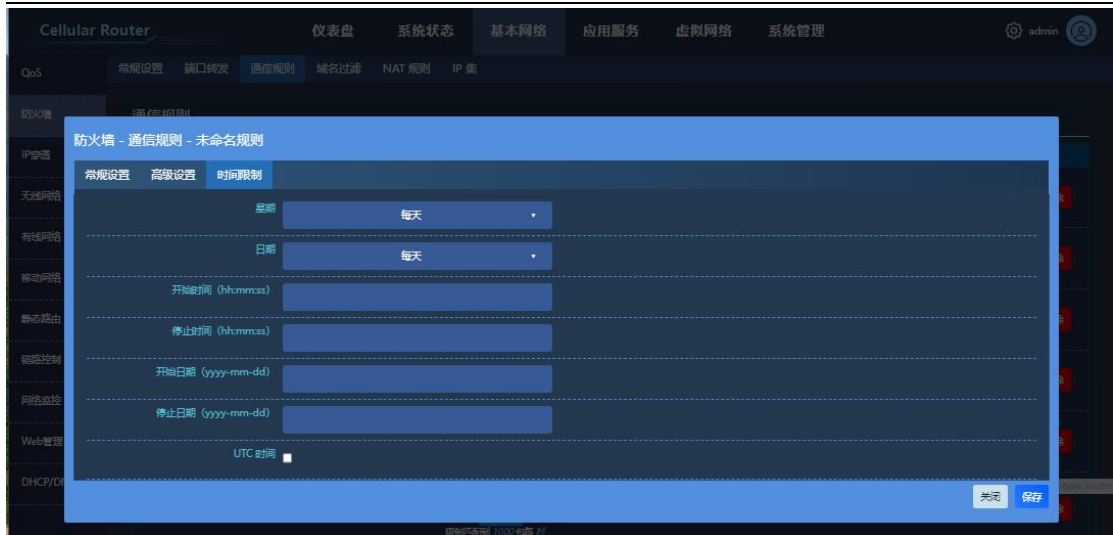 Cellular Router 仪表盘 系统状态 基本网络 应用服务 虚拟网络 系统管理 admin
QoS 常规设置 端口转发 通信规则 域名过滤 NAT 规则 IP 集
防火墙 通信规则
防火墙 - 通信规则 - 未命名规则
IP穿透
常规设置 高级设置 时间限制
无线网络 星期 每天
有线网络 日期 每天
移动网络 开始时间 (hh:mm:ss)
静态路由 停止时间 (hh:mm:ss)
链路控制 开始日期 (yyyy-mm-dd)
网络监控 停止日期 (yyyy-mm-dd)
Web管理 UTC 时间
DHCP/D
关闭 保存